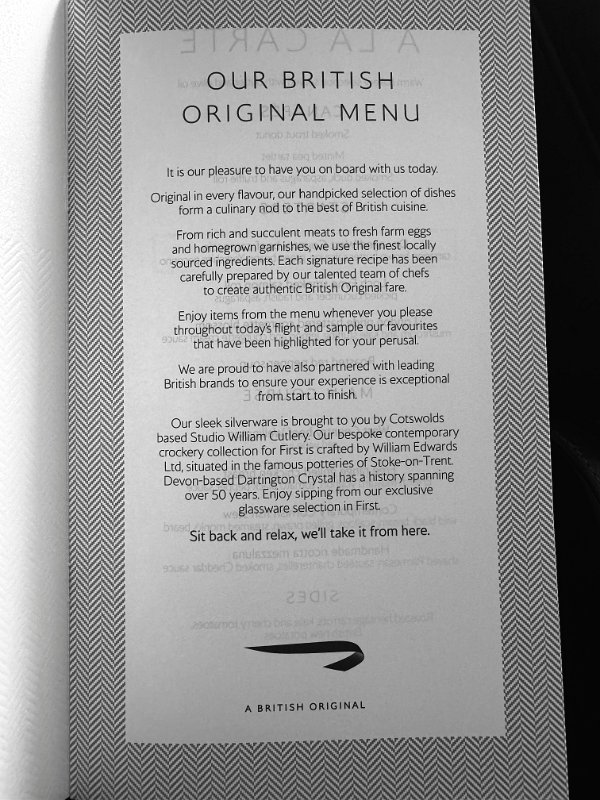 OUR BRITISH
ORIGINAL MENU
It is our pleasure to have you on board with us today.
Original in every flavour, our handpicked selection of dishes
form a culinary nod to the best of British cuisine.
From rich and succulent meats to fresh farm eggs
and homegrown garnishes, we use the finest locally
sourced ingredients. Each signature recipe has been
carefully prepared by our talented team of chefs
to create authentic British Original fare.
Enjoy items from the menu whenever you please
throughout today's flight and sample our favourites
that have been highlighted for your perusal.
We are proud to have also partnered with leading
British brands to ensure your experience is exceptional
from start to finish.
Our sleek silverware is brought to you by Cotswolds
based Studio William Cutlery. Our bespoke contemporary
crockery collection for First is crafted by William Edwards
Ltd, situated in the famous potteries of Stoke-on-Trent.
Devon-based Dartington Crystal has a history spanning
over 50 years. Enjoy sipping from our exclusive
glassware selection in First.
Sit back and relax, we'll take it from here.
A BRITISH ORIGINAL